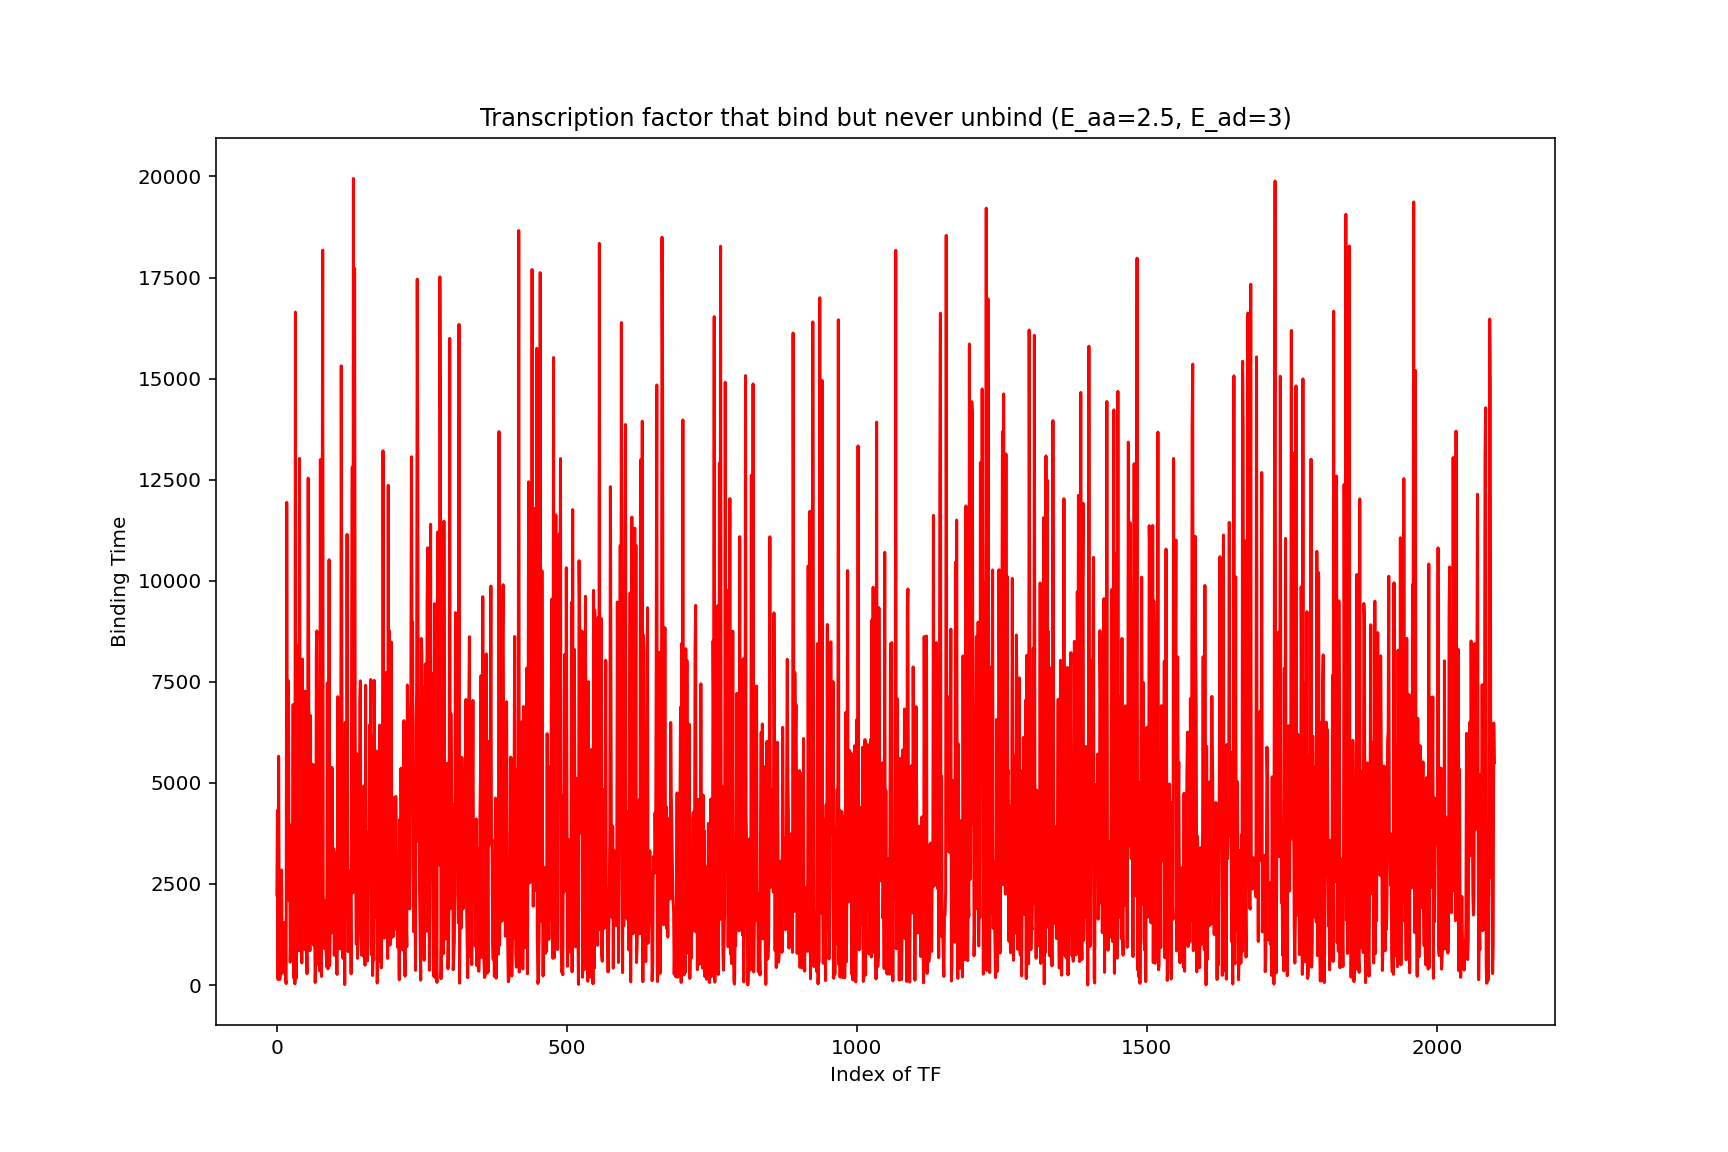 Transcription factor that bind but never unbind (E_aa=2.5, E_ad=3)
20000
17500
15000
12500
10000
7500
5000
2500
0
Binding Time
0 500 1000 1500 2000
Index of TF